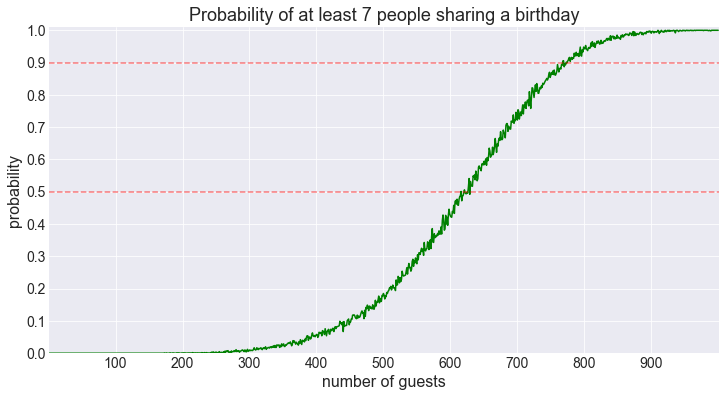 Probability of at least 7 people sharing a birthday
1.0
0.9
0.8
0.7
0.6
0.5
0.4
0.3
0.2
0.1
0.0
probability
100 200 300 400 500 600 700 800 900
number of guests